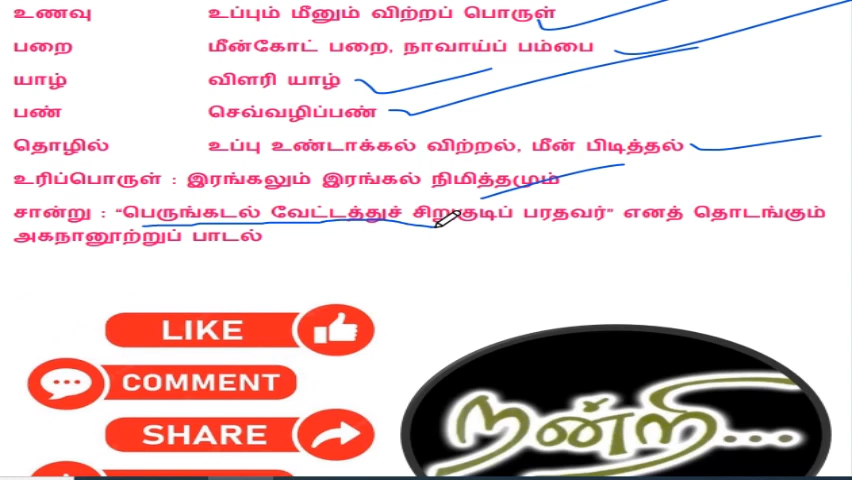 உணவு உப்பும் மீனும் விற்றப் பொருள்
பறை மீன்கோட் பறை, நாவாய்ப் பம்பை
யாழ் விளரி யாழ்
பண் செவ்வழிப்பண்
தொழில் உப்பு உண்டாக்கல் விற்றல், மீன் பிடித்தல்
உரிப்பொருள் : இரங்கலும் இரங்கல் நிமித்தமும்
சான்று : “பெருங்கடல் வேட்டத்துச் சிறுகுடிப் பரதவர்” எனத் தொடங்கும்
அகநானூற்றுப் பாடல்
LIKE
COMMENT
SHARE
நன்றி...